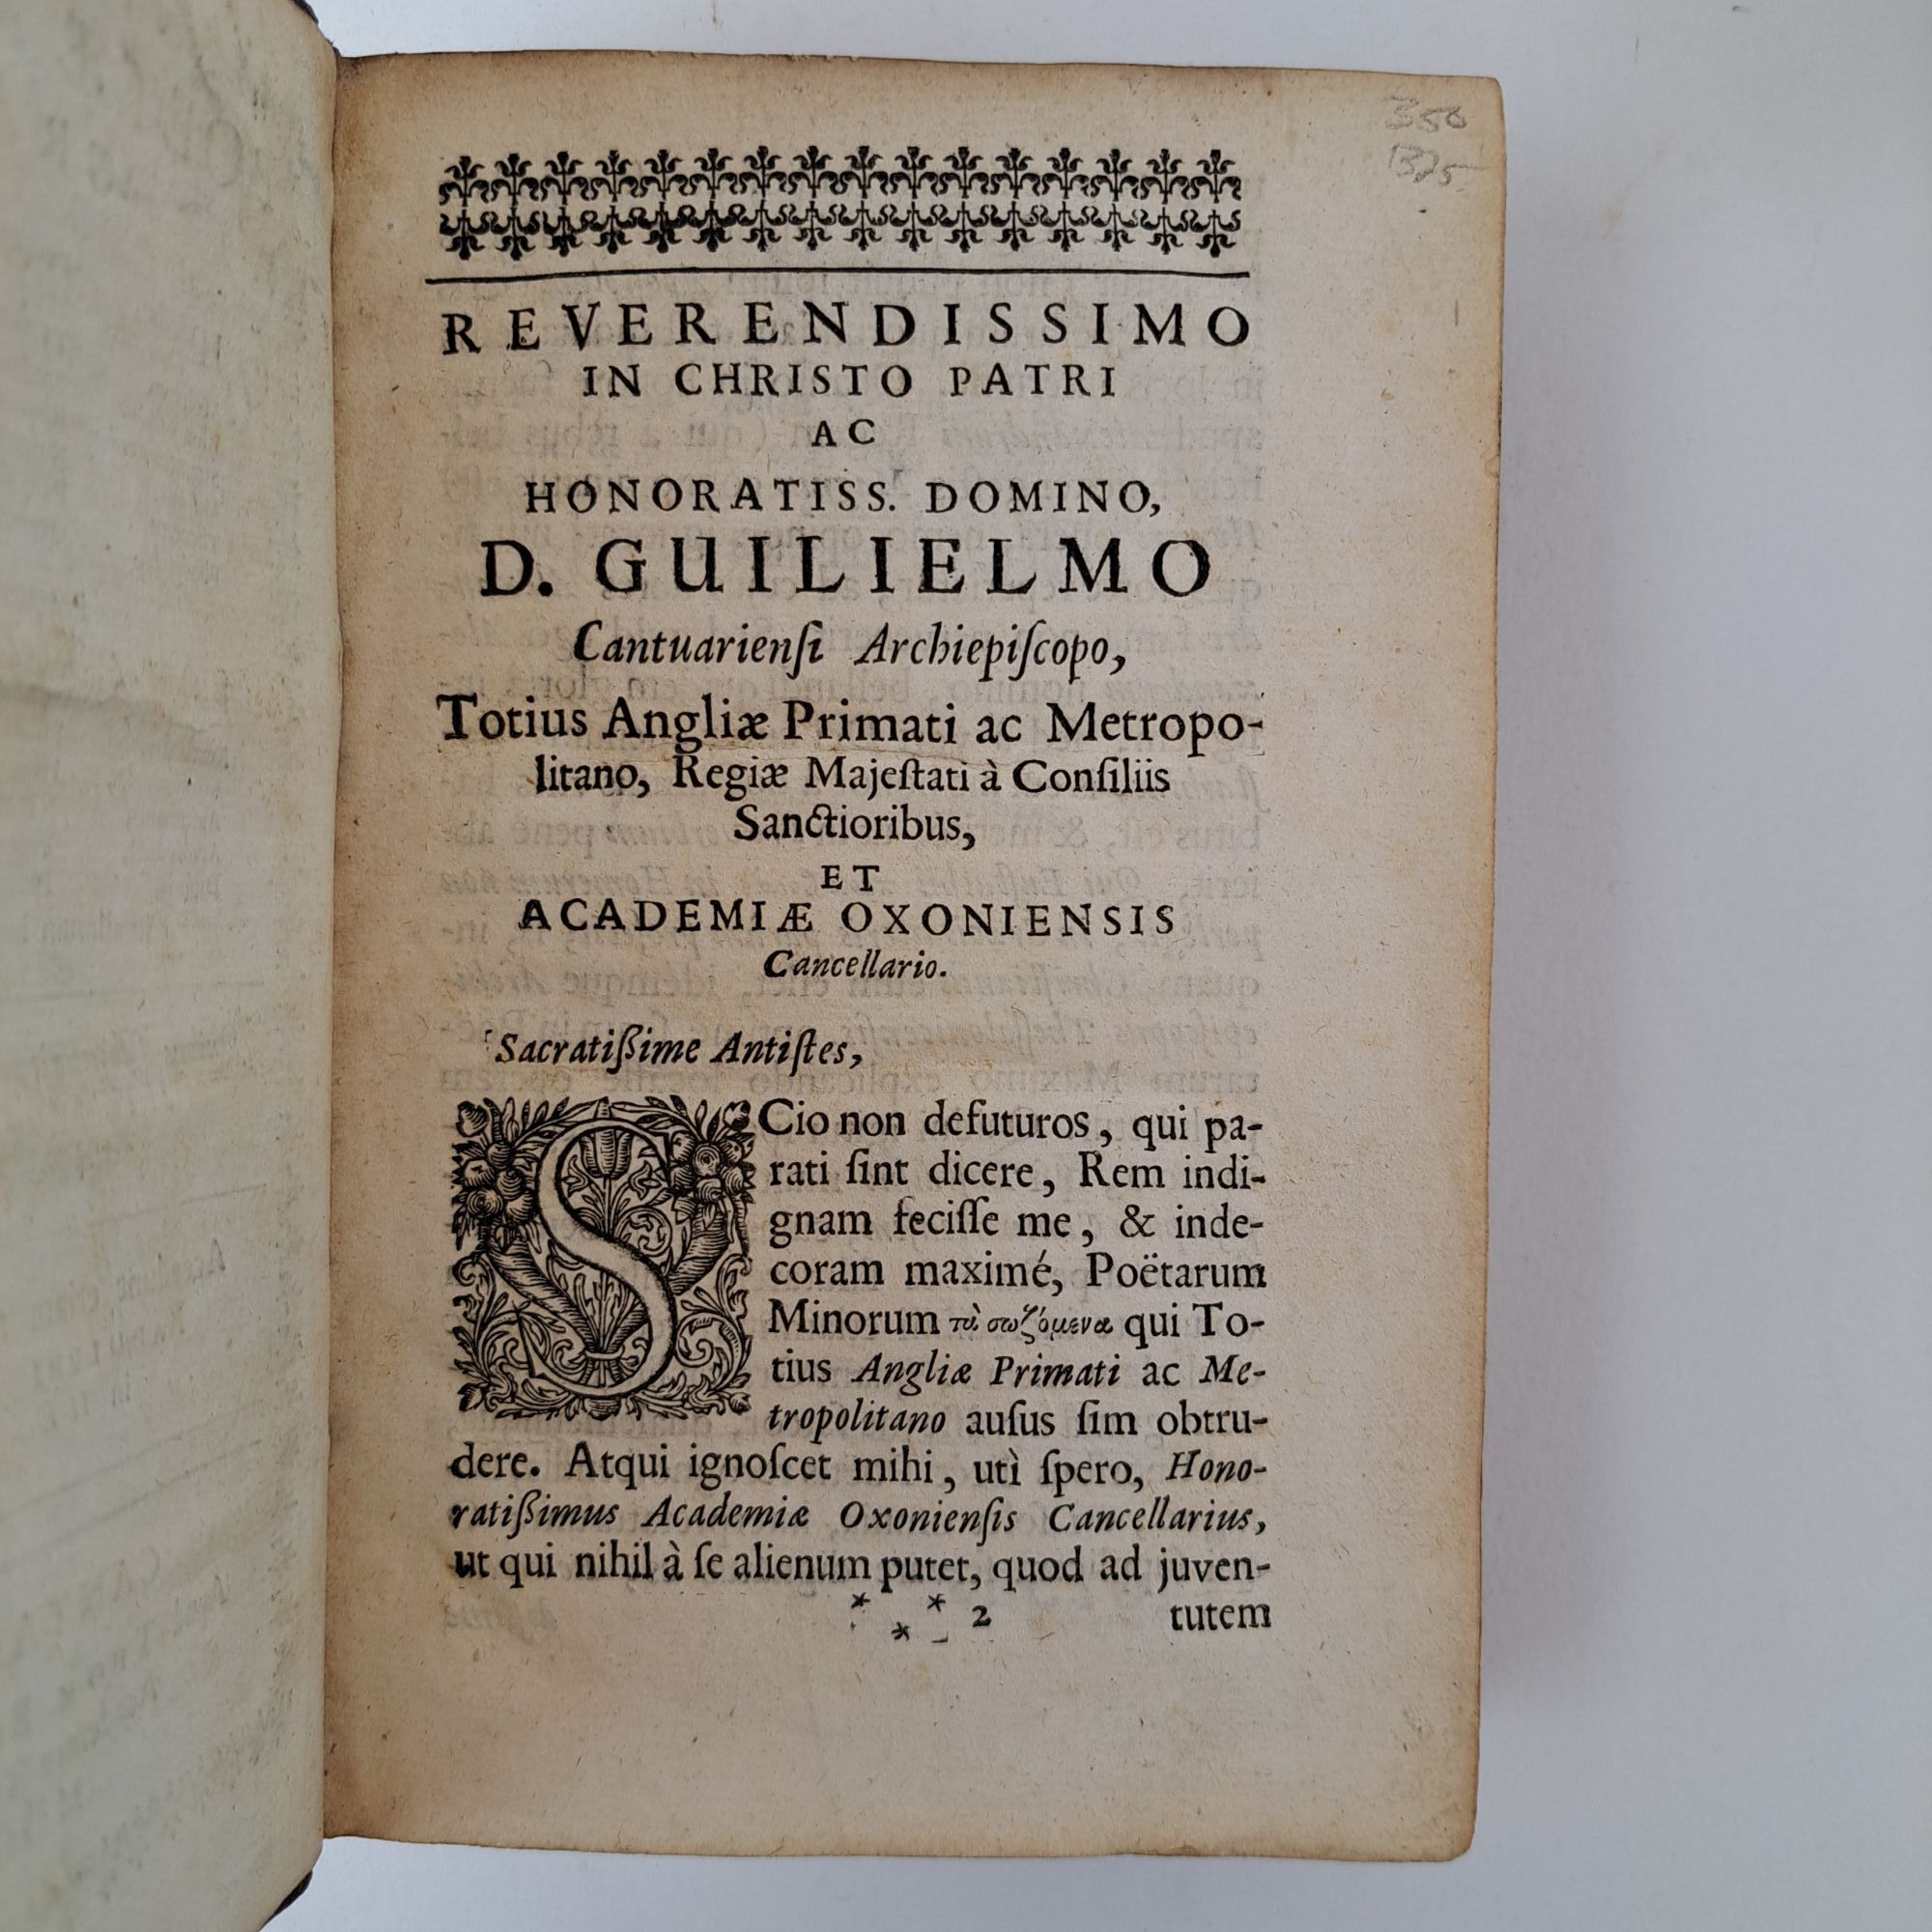 350
1375
REVERENDISSIMO
IN CHRISTO PATRI
AC
HONORATISS. DOMINO,
D. GUILIELMO
Cantuarienſi Archiepiſcopo,
Totius Angliæ Primati ac Metropo-
litano, Regiæ Majeſtati à Conſiliis
Sanctioribus,
ET
ACADEMIÆ OXONIENSIS
Cancellario.
Sacratiſſime Antiſtes,
SCio non defuturos, qui pa-
rati ſint dicere, Rem indi-
gnam feciſſe me, & inde-
coram maximé, Poëtarum
Minorum τὰ σωζόμενα qui To-
tius Angliæ Primati ac Me-
tropolitano auſus ſim obtru-
dere. Atqui ignoſcet mihi, utì ſpero, Hono-
ratiſſimus Academiæ Oxonienſis Cancellarius,
ut qui nihil à ſe alienum putet, quod ad juven-
* * * 2 tutem